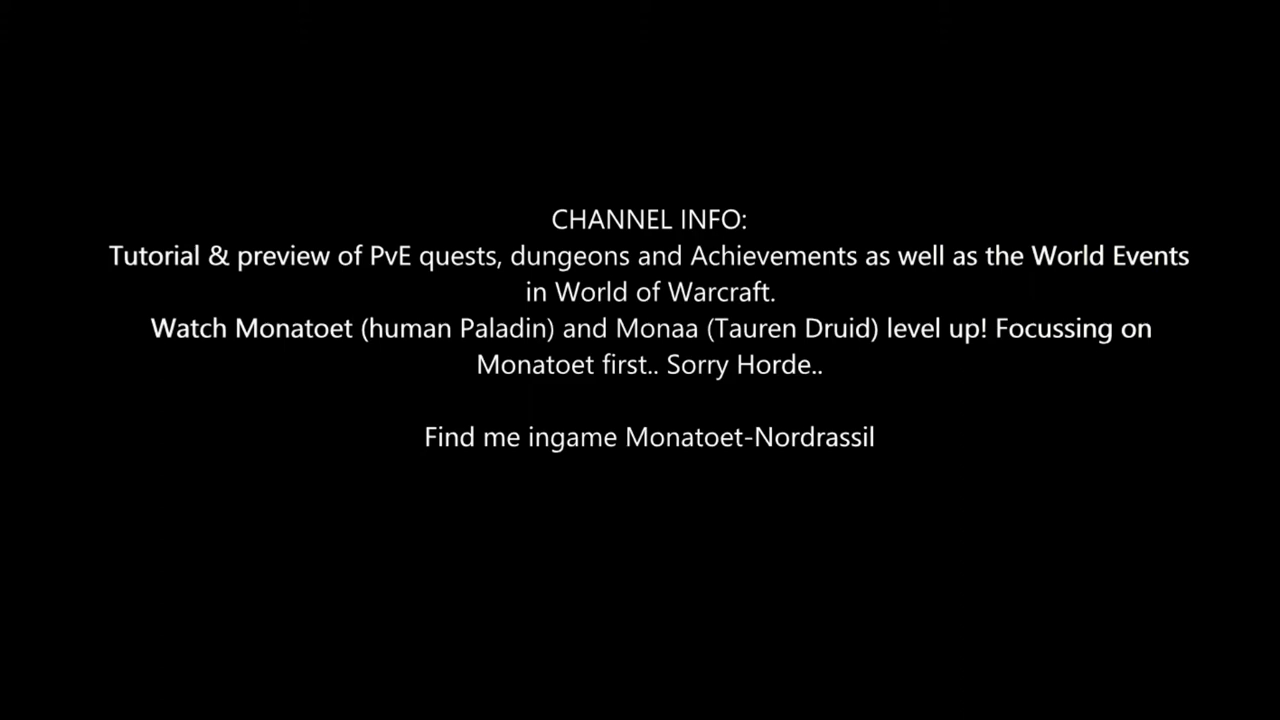 CHANNEL INFO:
Tutorial & preview of PvE quests, dungeons and Achievements as well as the World Events
in World of Warcraft.
Watch Monatoet (human Paladin) and Monaa (Tauren Druid) level up! Focussing on
Monatoet first.. Sorry Horde..
Find me ingame Monatoet-Nordrassil